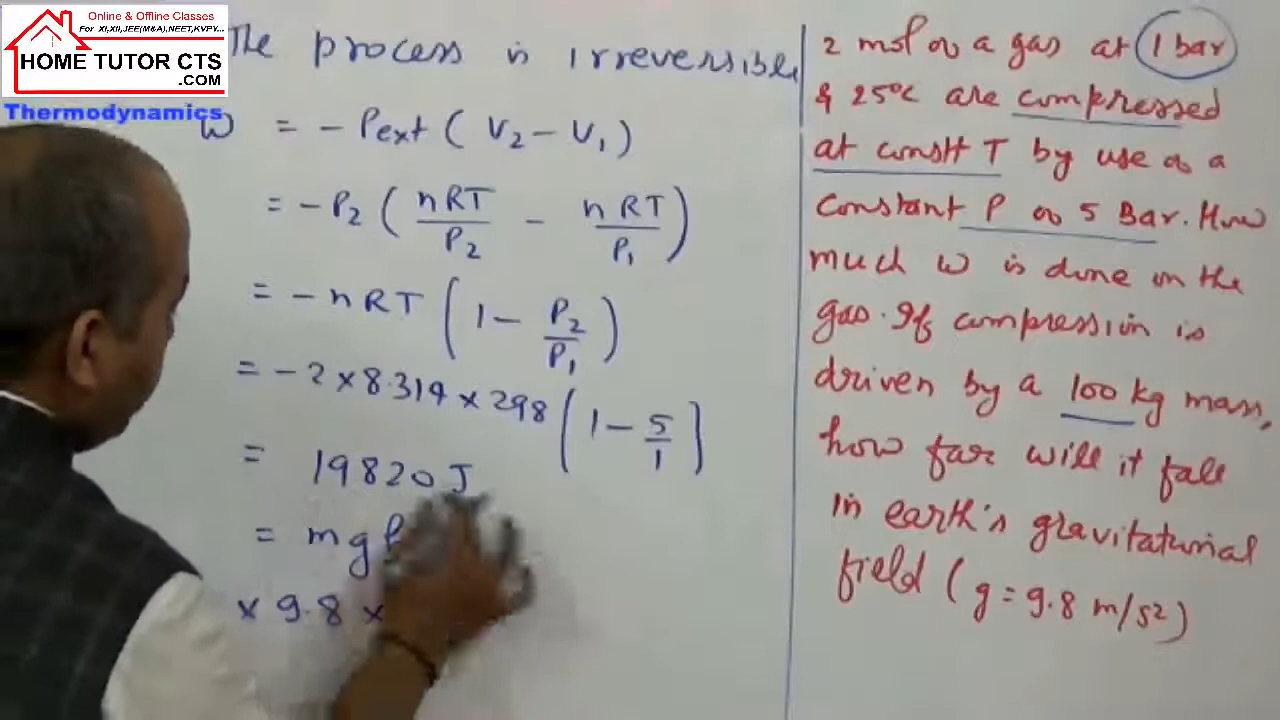 Online & Offline Classes
For XI,XII,JEE(M&A),NEET,KVPY...
HOME TUTOR CTS
.COM
Thermodynamics
The process is irreversible
W = - Pext ( V2 - V1 )
= - P2 ( nRT/P2 - nRT/P1 )
= - nRT ( 1 - P2/P1 )
= - 2 × 8.314 × 298 ( 1 - 5/1 )
= 19820 J
= mg
× 9.8 ×
2 mol of a gas at 1 bar
& 25°C are compressed
at constt T by use of a
constant P of 5 Bar. How
much W is done on the
gas. If compression is
driven by a 100 kg mass,
how far will it fall
in earth's gravitaturial
field ( g = 9.8 m/s² )